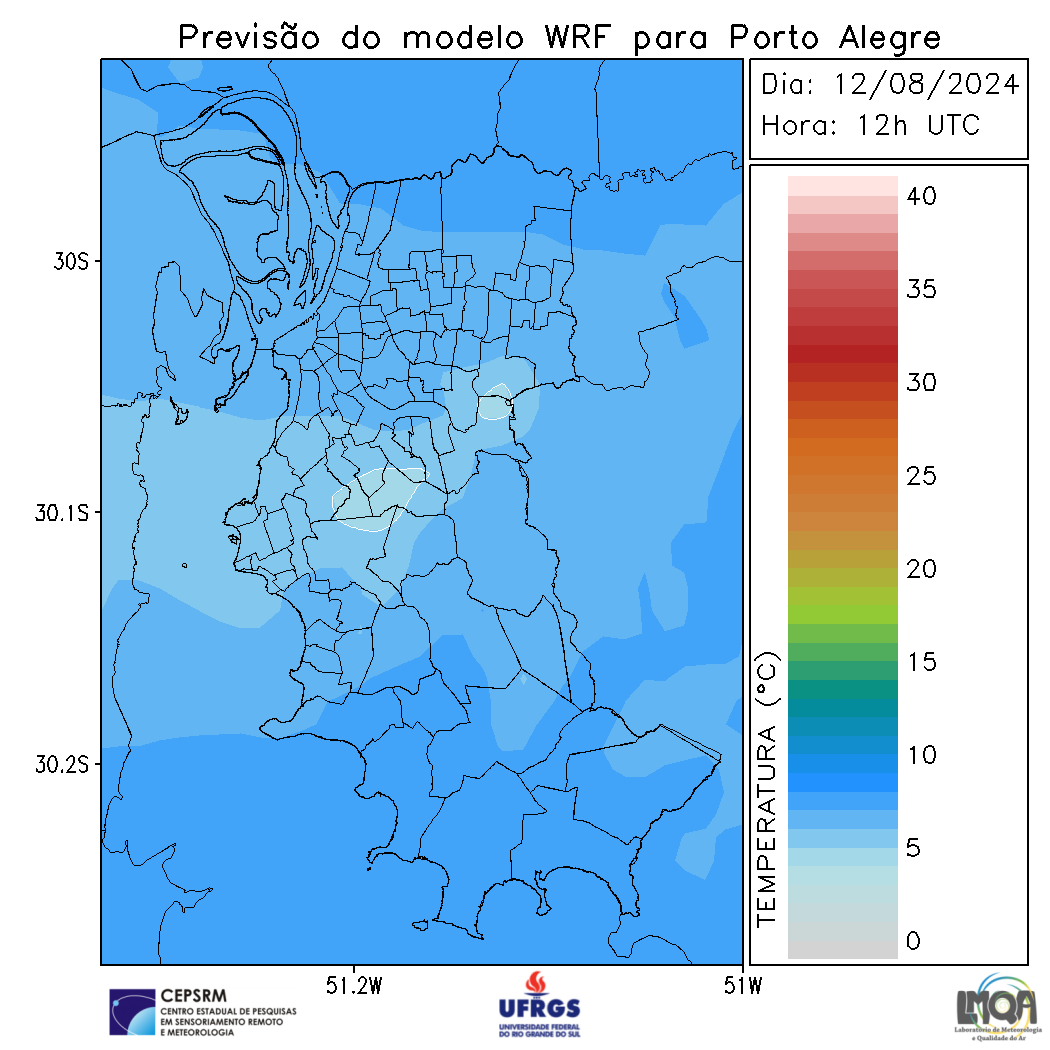 Previsão do modelo WRF para Porto Alegre
Dia: 12/08/2024
Hora: 12h UTC
40
35
30
25
20
15
10
5
0
TEMPERATURA (°C)
30S
30.1S
30.2S
51.2W
51W
CEPSRM
CENTRO ESTADUAL DE PESQUISAS
EM SENSORIAMENTO REMOTO
E METEOROLOGIA
UFRGS
UNIVERSIDADE FEDERAL
DO RIO GRANDE DO SUL
LMQA
Laboratório de Meteorologia
e Qualidade do Ar